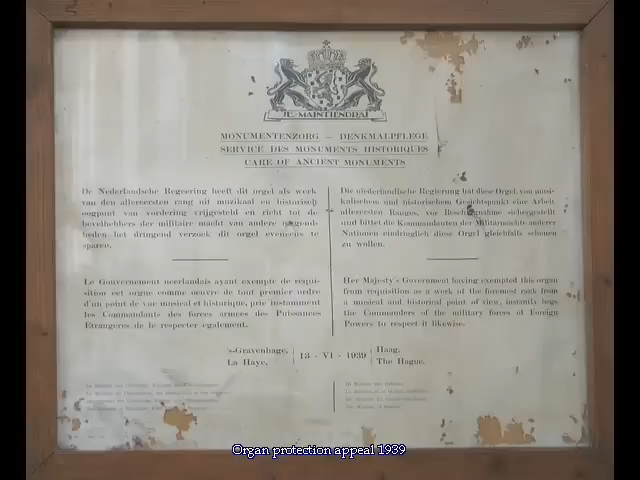 JE-MAINTIENDRAI
MONUMENTENZORG — DENKMALPFLEGE
SERVICE DES MONUMENTS HISTORIQUES
CARE OF ANCIENT MONUMENTS
De Nederlandsche Regeering heeft dit orgel als werk
van den allereersten rang uit muzikaal en historisch
oogpunt van vordering vrijgesteld en richt tot de
bevelhebbers der militaire macht van andere mogend-
heden het dringend verzoek dit orgel eveneens te
sparen.
Die niederländische Regierung hat diese Orgel, von musi-
kalischem und historischem Gesichtspunkt eine Arbeit
allerersten Ranges, vor Beschlagnahme sichergestellt
und bittet die Kommandanten der Militärmächte anderer
Nationen eindringlich diese Orgel gleichfalls schonen
zu wollen.
Le Gouvernement néerlandais ayant exempté de réqui-
sition cet orgue comme oeuvre de tout premier ordre
d'un point de vue musical et historique, prie instamment
les Commandants des forces armées des Puissances
Etrangères de le respecter également.
Her Majesty's Government having exempted this organ
from requisition as a work of the foremost rank from
a musical and historical point of view, instantly begs
the Commanders of the military forces of Foreign
Powers to respect it likewise.
's-Gravenhage, La Haye, 13 - VI - 1939 Haag, The Hague.
Organ protection appeal 1939